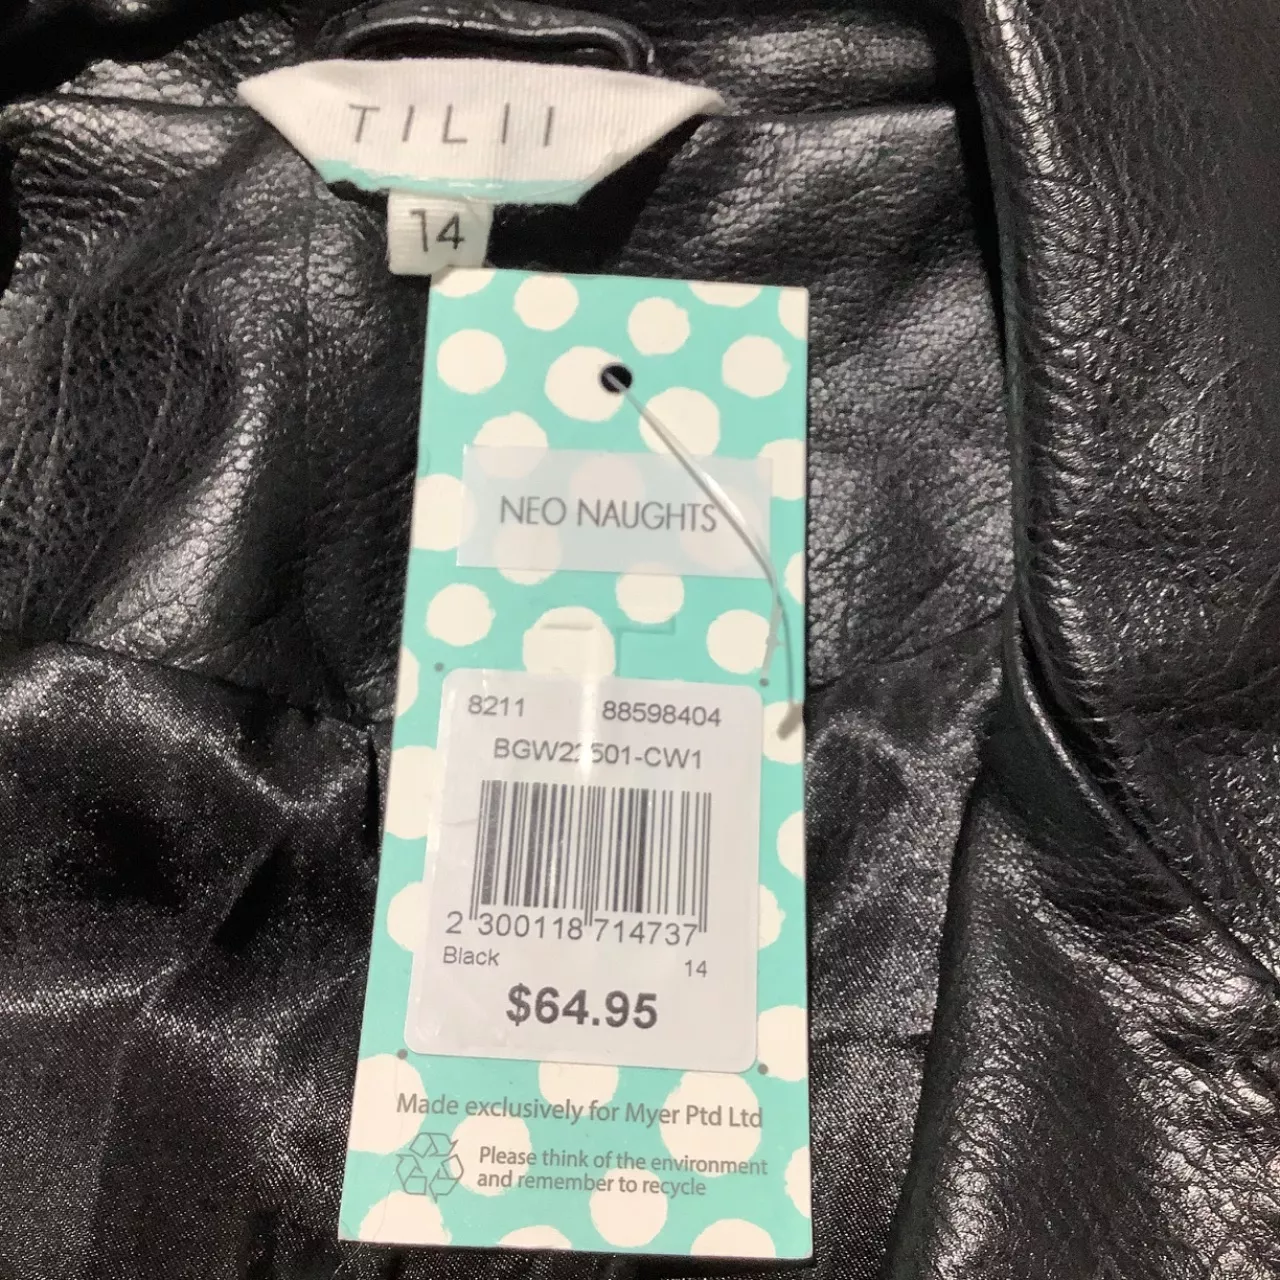 TILII
14
NEO NAUGHTS
8211 88598404
2 300118 714737
Black 14
$64.95
Made exclusively for Myer Ptd Ltd
Please think of the environment
and remember to recycle